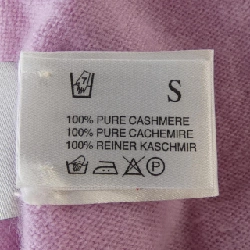 S
100% PURE CASHMERE
100% PURE CACHEMIRE
100% REINER KASCHMIR
P